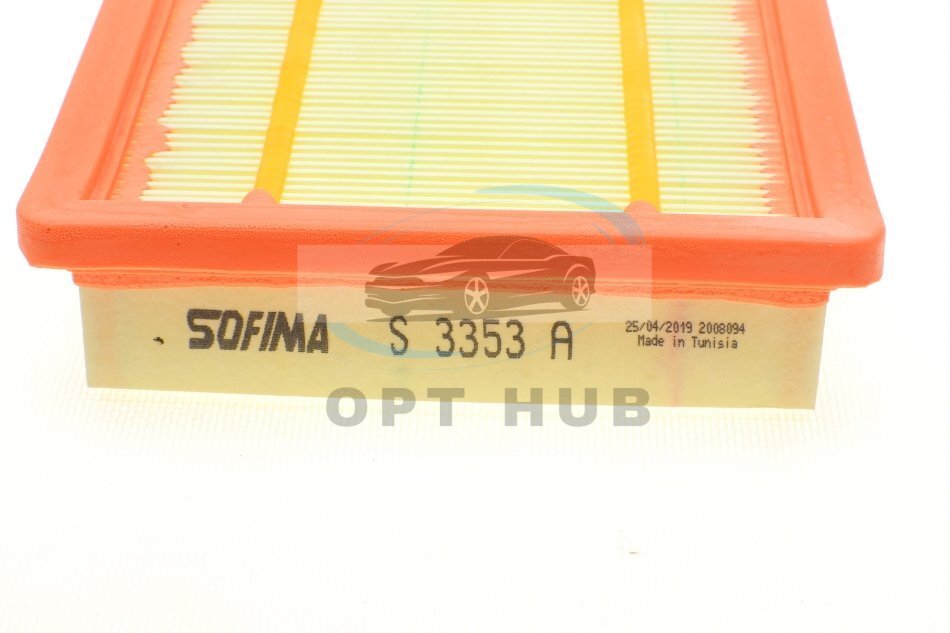 SOFIMA S 3353 A
25/04/2019 2008094
Made in Tunisia
OPT HUB